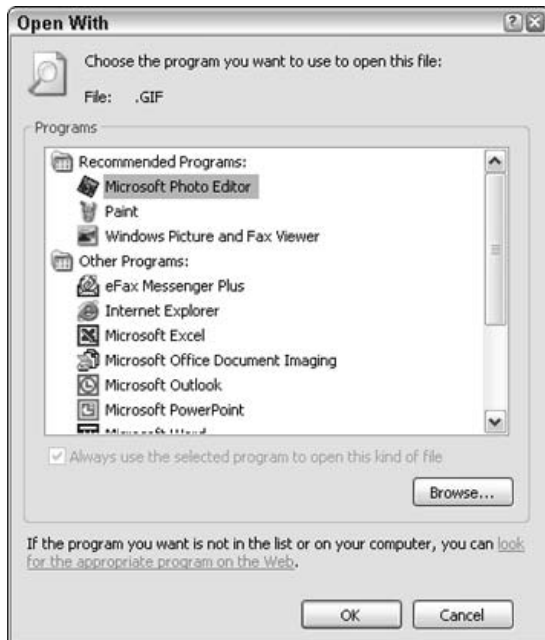 Open With
Choose the program you want to use to open this file:
File: .GIF
Programs
Recommended Programs:
Microsoft Photo Editor
Paint
Windows Picture and Fax Viewer
Other Programs:
eFax Messenger Plus
Internet Explorer
Microsoft Excel
Microsoft Office Document Imaging
Microsoft Outlook
Microsoft PowerPoint
Microsoft Word
Always use the selected program to open this kind of file
Browse...
If the program you want is not in the list or on your computer, you can look
for the appropriate program on the Web.
OK Cancel